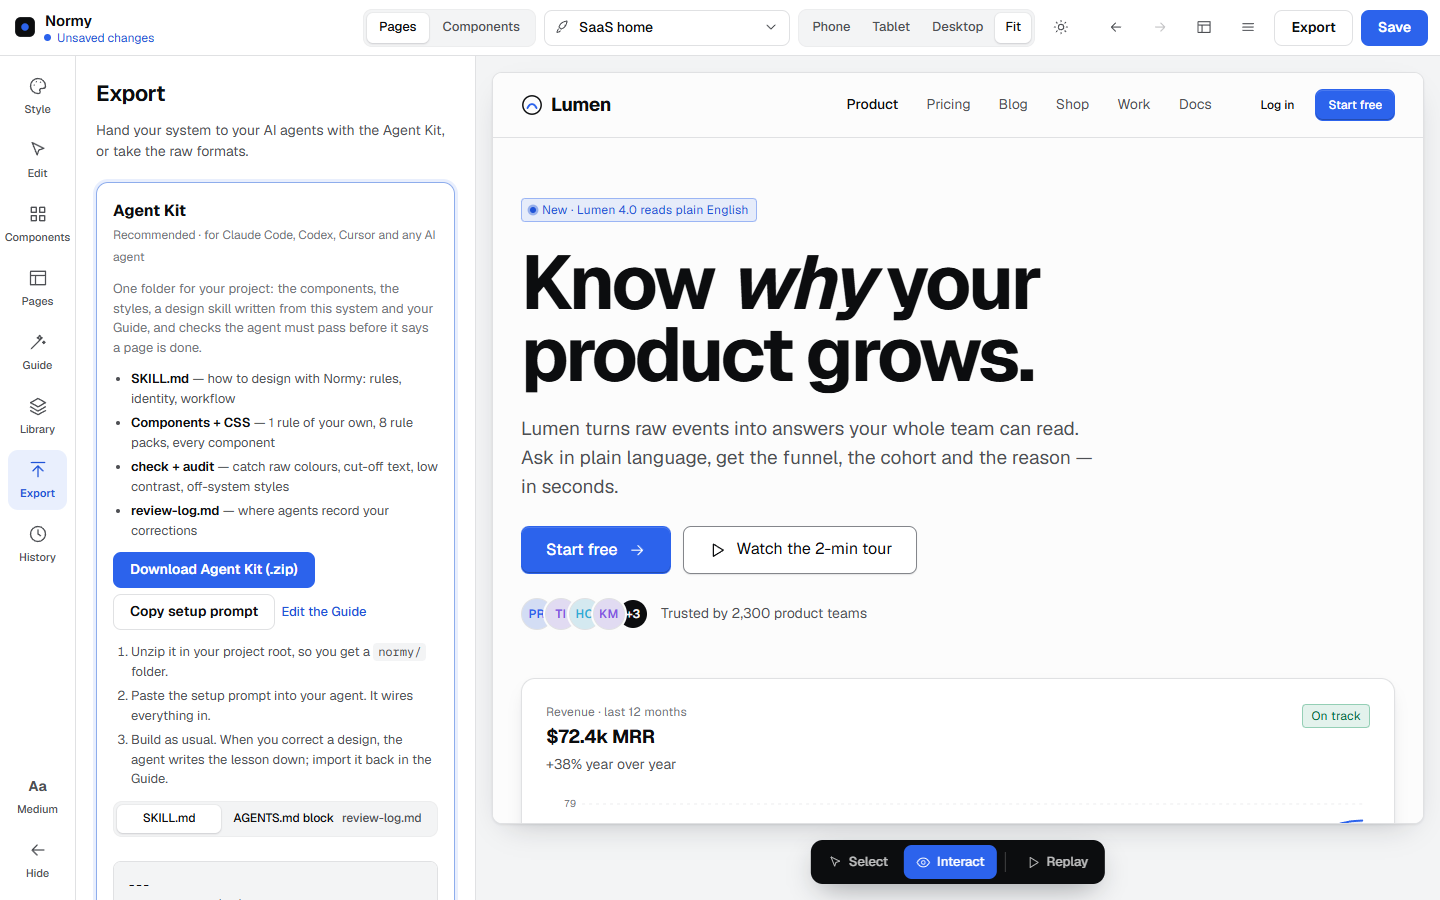 Normy
Unsaved changes
Pages
Components
SaaS home
Phone
Tablet
Desktop
Fit
Export
Save
Style
Edit
Components
Pages
Guide
Library
Export
History
Aa
Medium
Hide
Export
Hand your system to your AI agents with the Agent Kit,
or take the raw formats.
Agent Kit
Recommended · for Claude Code, Codex, Cursor and any AI
agent
One folder for your project: the components, the
styles, a design skill written from this system and your
Guide, and checks the agent must pass before it says
a page is done.
• SKILL.md — how to design with Normy: rules,
identity, workflow
• Components + CSS — 1 rule of your own, 8 rule
packs, every component
• check + audit — catch raw colours, cut-off text, low
contrast, off-system styles
• review-log.md — where agents record your
corrections
Download Agent Kit (.zip)
Copy setup prompt
Edit the Guide
1. Unzip it in your project root, so you get a normy/
folder.
2. Paste the setup prompt into your agent. It wires
everything in.
3. Build as usual. When you correct a design, the
agent writes the lesson down; import it back in the
Guide.
SKILL.md
AGENTS.md block
review-log.md
---
Lumen
Product
Pricing
Blog
Shop
Work
Docs
Log in
Start free
New · Lumen 4.0 reads plain English
Know why your
product grows.
Lumen turns raw events into answers your whole team can read.
Ask in plain language, get the funnel, the cohort and the reason —
in seconds.
Start free
Watch the 2-min tour
PR
TI
HC
KM
+3
Trusted by 2,300 product teams
Revenue · last 12 months
$72.4k MRR
+38% year over year
On track
79
Select
Interact
Replay